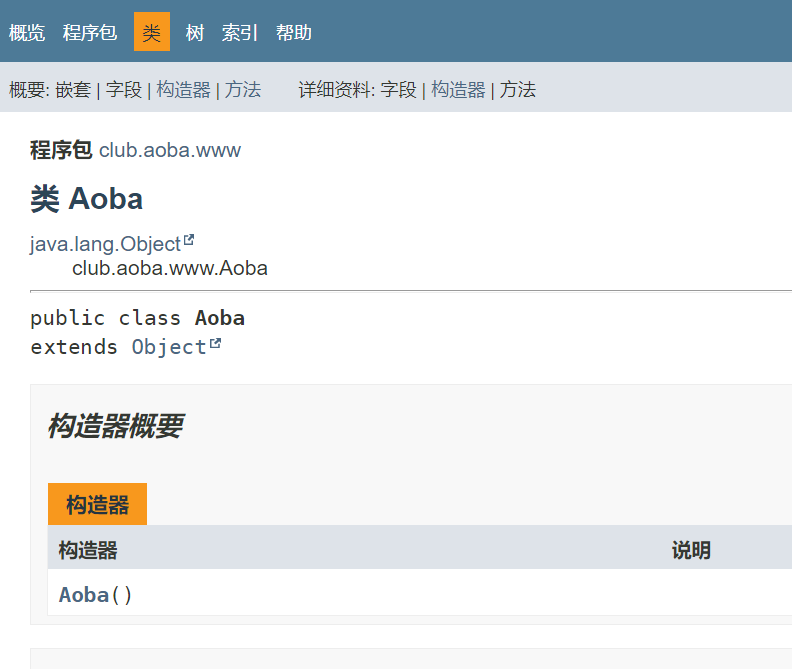 概览 程序包 类 树 索引 帮助
概要: 嵌套 | 字段 | 构造器 | 方法 详细资料: 字段 | 构造器 | 方法
程序包 club.aoba.www
类 Aoba
java.lang.Object
club.aoba.www.Aoba
public class Aoba
extends Object
构造器概要
构造器
构造器 说明
Aoba()